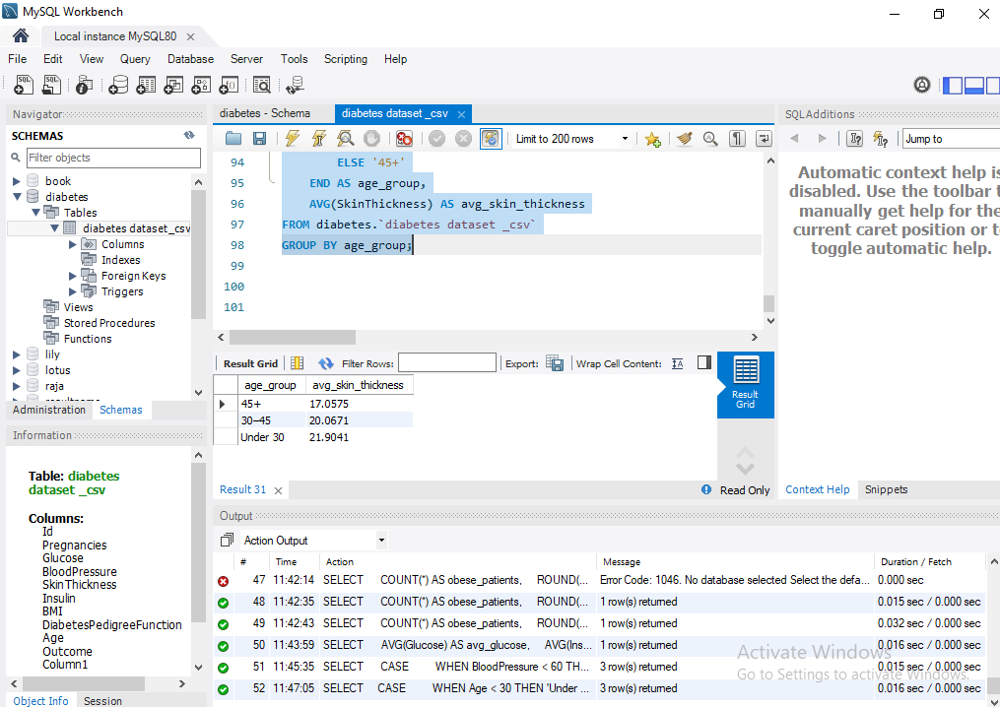 MySQL Workbench
Local instance MySQL80
File Edit View Query Database Server Tools Scripting Help
Navigator
SCHEMAS
Filter objects
book
diabetes
Tables
diabetes dataset_csv
Columns
Indexes
Foreign Keys
Triggers
Views
Stored Procedures
Functions
lily
lotus
raja
Administration Schemas
Information
Table: diabetes
dataset _csv
Columns:
Id
Pregnancies
Glucose
BloodPressure
SkinThickness
Insulin
BMI
DiabetesPedigreeFunction
Age
Outcome
Column1
Object Info Session
diabetes - Schema diabetes dataset _csv
Limit to 200 rows
94 ELSE '45+'
95 END AS age_group,
96 AVG(SkinThickness) AS avg_skin_thickness
97 FROM diabetes.`diabetes dataset _csv`
98 GROUP BY age_group;
99
100
101
Result Grid Filter Rows: Export: Wrap Cell Content: IA
age_group avg_skin_thickness
45+ 17.0575
30–45 20.0671
Under 30 21.9041
Result
Grid
Result 31 Read Only
SQLAdditions
Jump to
Automatic context help is
disabled. Use the toolbar t
manually get help for the
current caret position or t
toggle automatic help.
Context Help Snippets
Output
Action Output
# Time Action Message Duration / Fetch
47 11:42:14 SELECT COUNT(*) AS obese_patients, ROUND(... Error Code: 1046. No database selected Select the defa... 0.000 sec
48 11:42:35 SELECT COUNT(*) AS obese_patients, ROUND(... 1 row(s) returned 0.015 sec / 0.000 sec
49 11:42:43 SELECT COUNT(*) AS obese_patients, ROUND(... 1 row(s) returned 0.032 sec / 0.000 sec
50 11:43:59 SELECT AVG(Glucose) AS avg_glucose, AVG(Ins... 1 row(s) returned 0.016 sec / 0.000 sec
51 11:45:35 SELECT CASE WHEN BloodPressure < 60 TH... 3 row(s) returned 0.015 sec / 0.000 sec
52 11:47:05 SELECT CASE WHEN Age < 30 THEN 'Under ... 3 row(s) returned 0.016 sec / 0.000 sec
Activate Windows
Go to Settings to activate Windows.